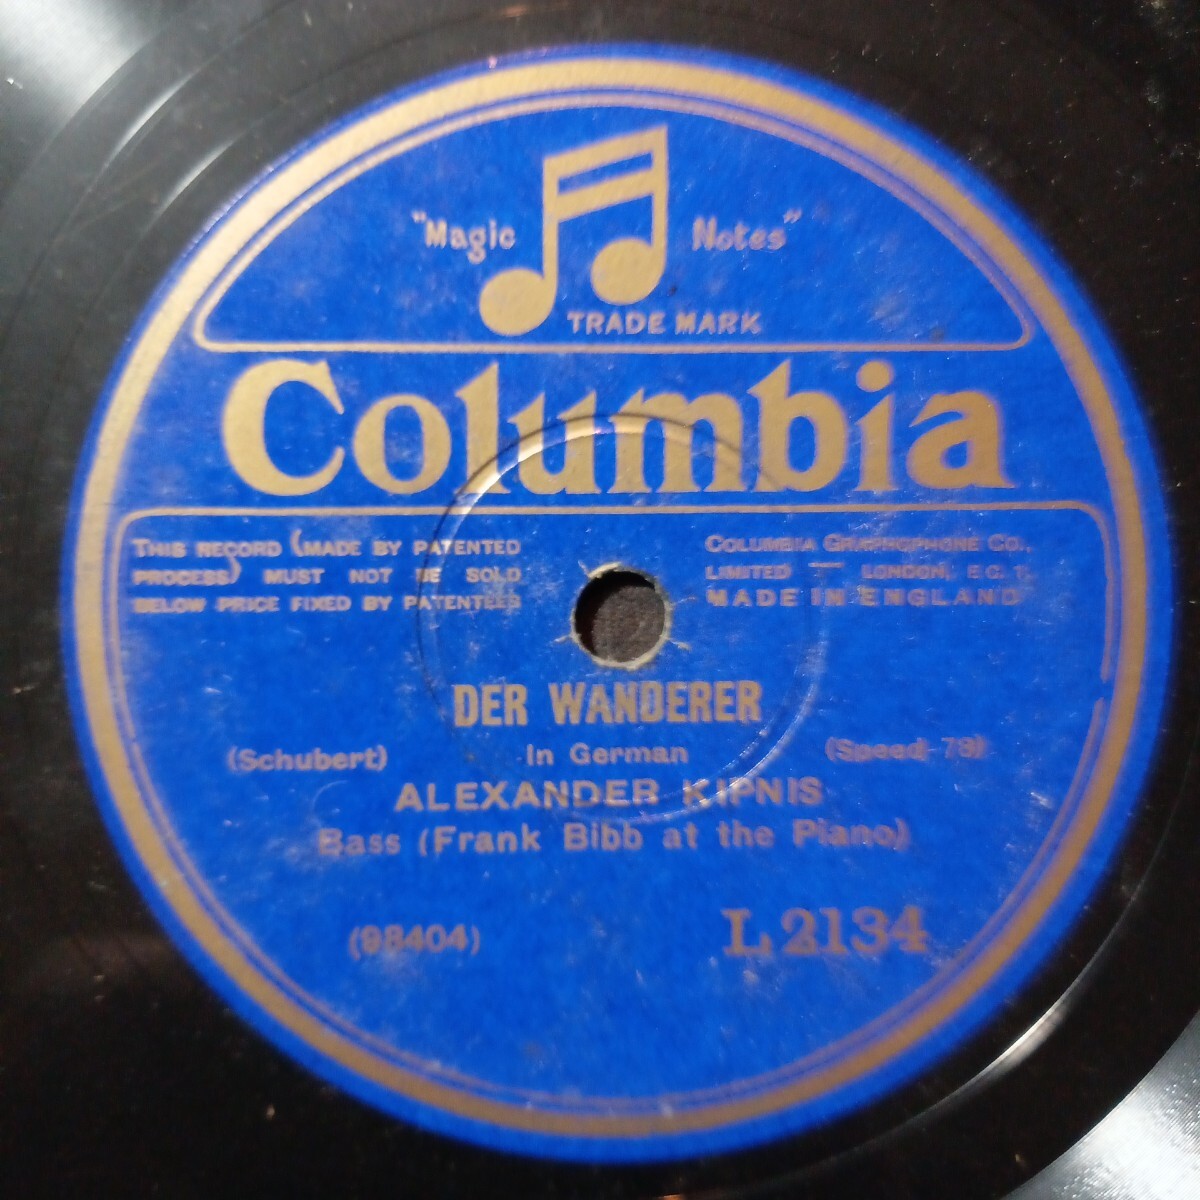 "Magic Notes"
TRADE MARK
Columbia
THIS RECORD (MADE BY PATENTED
PROCESS) MUST NOT BE SOLD
BELOW PRICE FIXED BY PATENTEES
COLUMBIA GRAPHOPHONE CO.,
LIMITED — LONDON, E.C.1.
MADE IN ENGLAND
DER WANDERER
(Schubert) In German (Speed 78)
ALEXANDER KIPNIS
Bass (Frank Bibb at the Piano)
(98404) L 2134